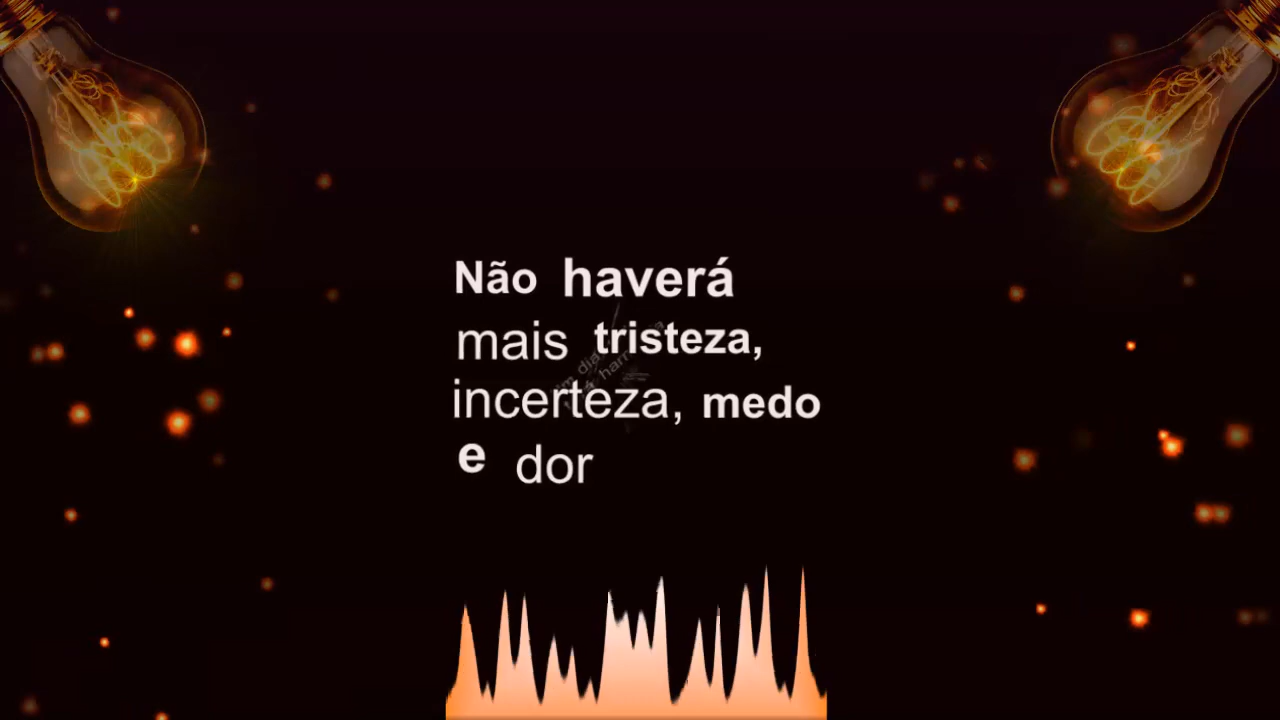 Não haverá
mais tristeza,
incerteza, medo
e dor